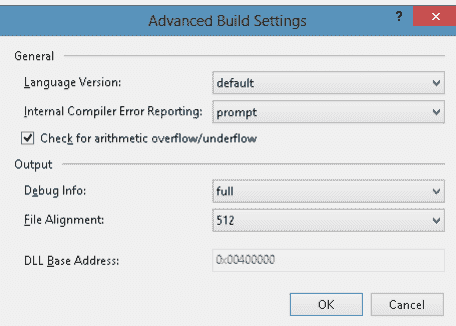 Advanced Build Settings
?
General
Language Version: default
Internal Compiler Error Reporting: prompt
Check for arithmetic overflow/underflow
Output
Debug Info: full
File Alignment: 512
DLL Base Address: 0x00400000
OK Cancel